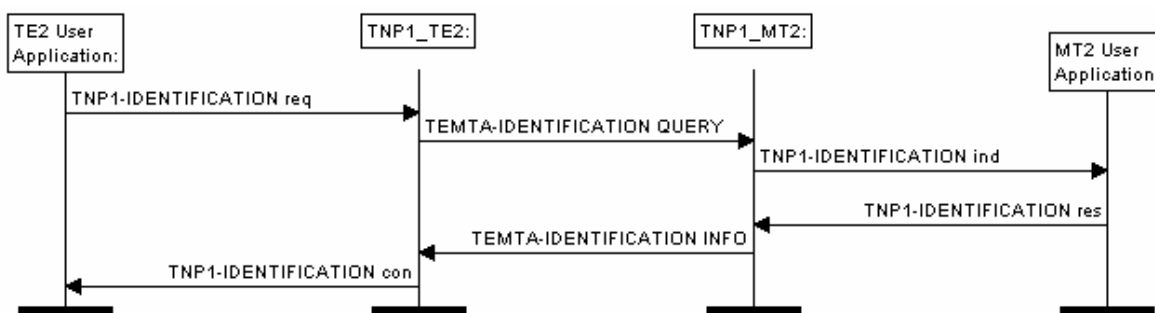 TE2 User
Application:
TNP1_TE2:
TNP1_MT2:
MT2 User
Application
TNP1-IDENTIFICATION req
TEMTA-IDENTIFICATION QUERY
TNP1-IDENTIFICATION ind
TNP1-IDENTIFICATION res
TEMTA-IDENTIFICATION INFO
TNP1-IDENTIFICATION con